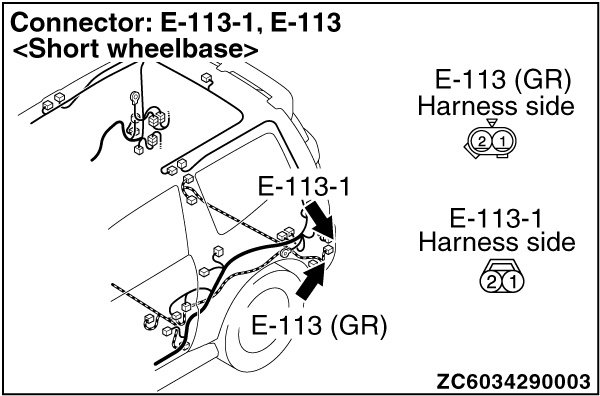 Connector: E-113-1, E-113
<Short wheelbase>
E-113 (GR)
Harness side
2 1
E-113-1
E-113-1
Harness side
2 1
E-113 (GR)
ZC6034290003